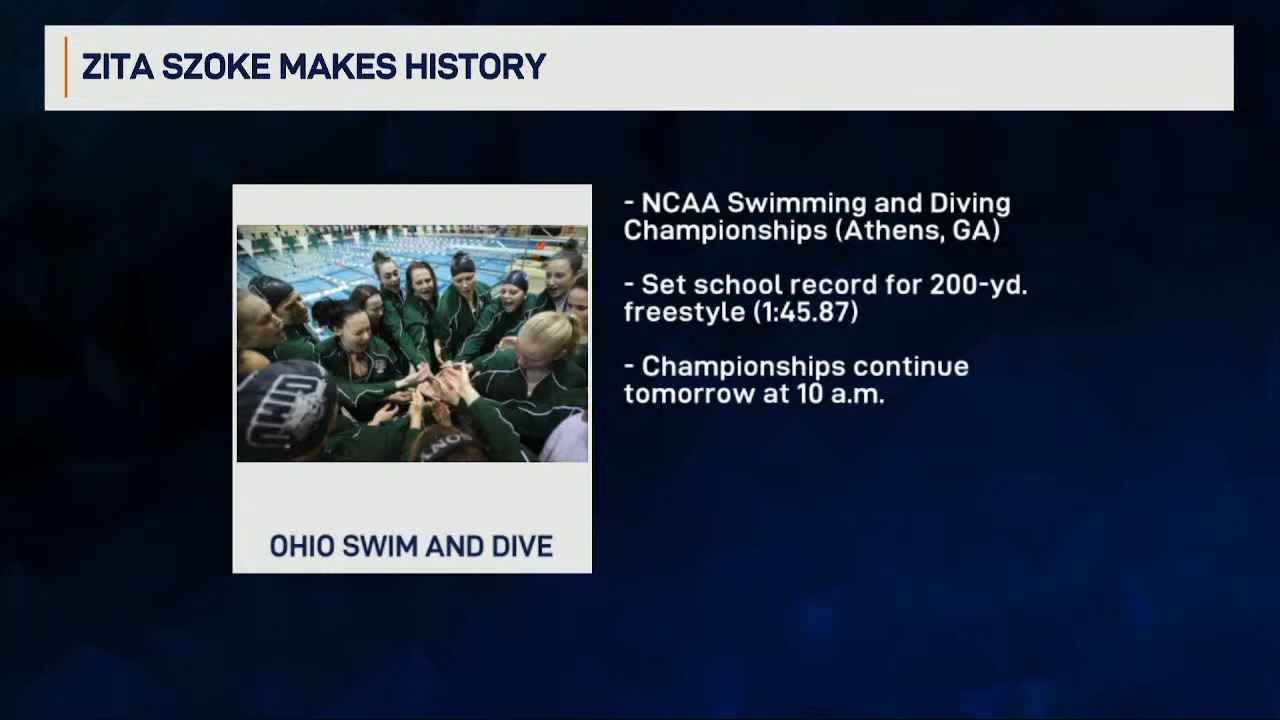 ZITA SZOKE MAKES HISTORY
- NCAA Swimming and Diving
Championships (Athens, GA)
- Set school record for 200-yd.
freestyle (1:45.87)
- Championships continue
tomorrow at 10 a.m.
OHIO
OHIO SWIM AND DIVE